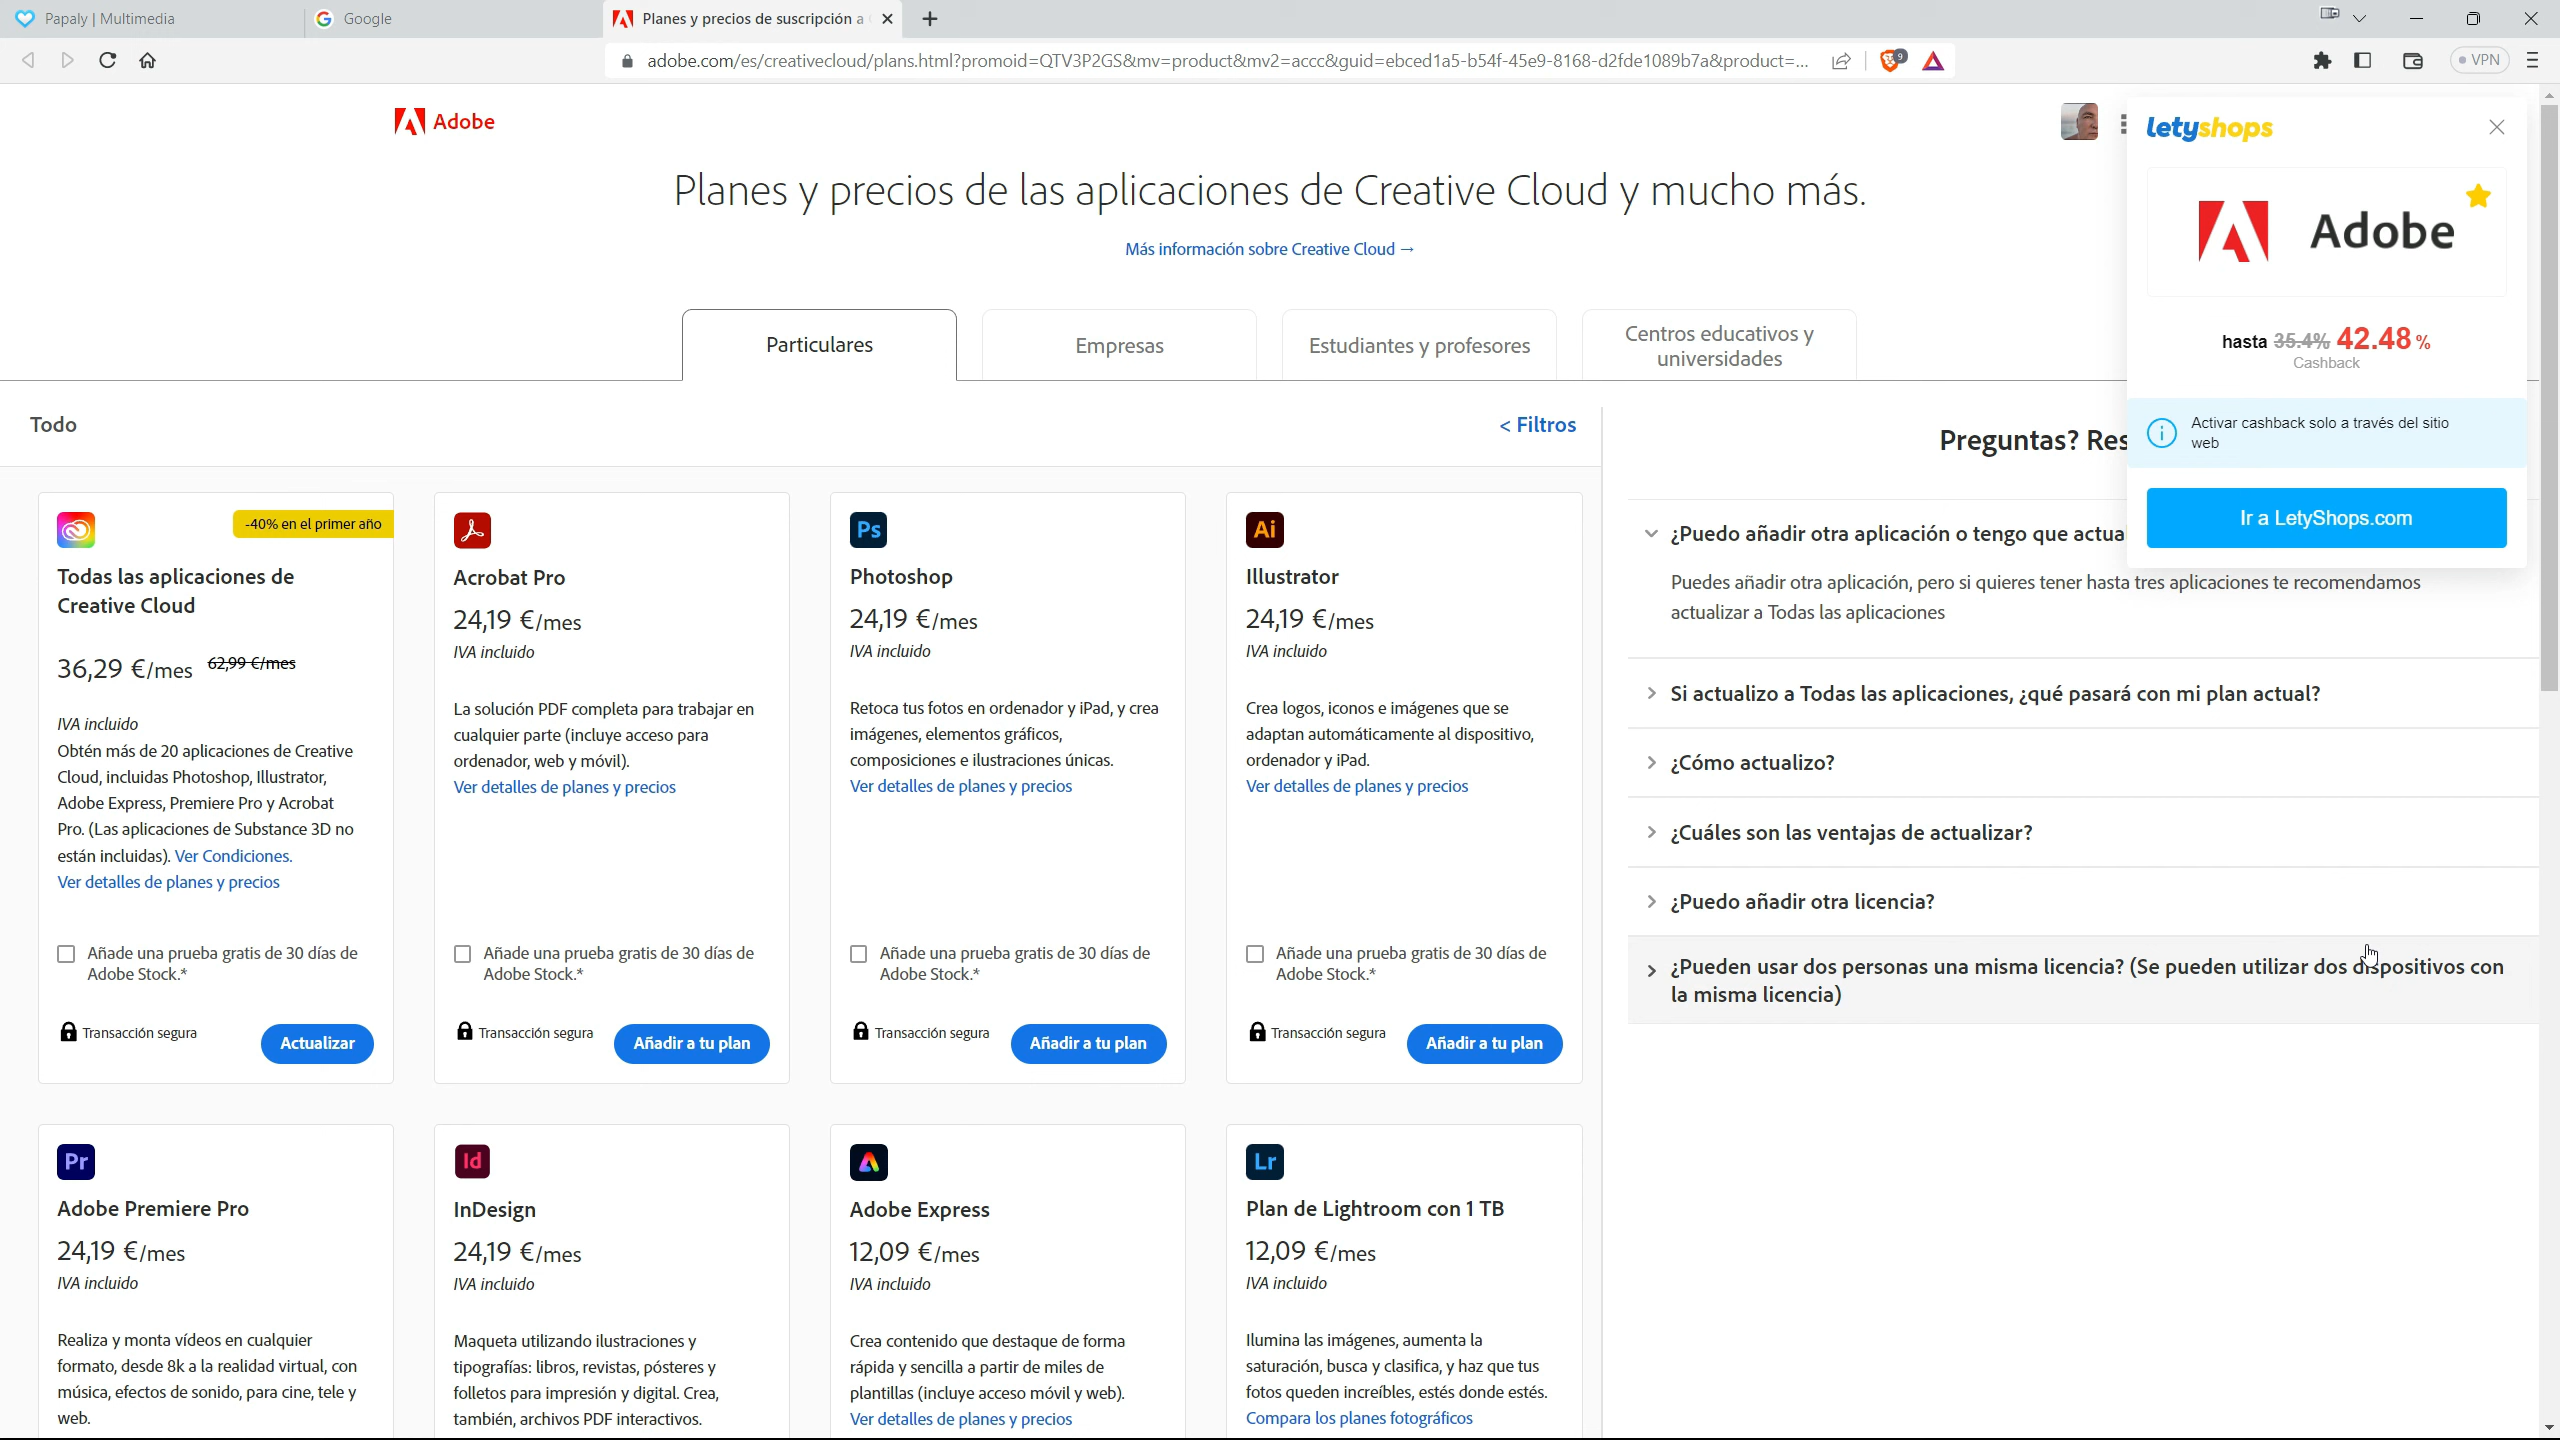 Papaly | Multimedia
Google
Planes y precios de suscripción a
adobe.com/es/creativecloud/plans.html?promoid=QTV3P2GS&mv=product&mv2=accc&guid=ebced1a5-b54f-45e9-8168-d2fde1089b7a&product=...
9
VPN
Adobe
Planes y precios de las aplicaciones de Creative Cloud y mucho más.
Más información sobre Creative Cloud →
Particulares
Empresas
Estudiantes y profesores
Centros educativos y
universidades
letyshops
Adobe
hasta 35.4% 42.48 %
Cashback
Activar cashback solo a través del sitio
web
Ir a LetyShops.com
Todo
< Filtros
-40% en el primer año
Todas las aplicaciones de
Creative Cloud
36,29 €/mes 62,99 €/mes
IVA incluido
Obtén más de 20 aplicaciones de Creative
Cloud, incluidas Photoshop, Illustrator,
Adobe Express, Premiere Pro y Acrobat
Pro. (Las aplicaciones de Substance 3D no
están incluidas). Ver Condiciones.
Ver detalles de planes y precios
Añade una prueba gratis de 30 días de
Adobe Stock.*
Transacción segura
Actualizar
Acrobat Pro
24,19 €/mes
IVA incluido
La solución PDF completa para trabajar en
cualquier parte (incluye acceso para
ordenador, web y móvil).
Ver detalles de planes y precios
Añade una prueba gratis de 30 días de
Adobe Stock.*
Transacción segura
Añadir a tu plan
Ps
Photoshop
24,19 €/mes
IVA incluido
Retoca tus fotos en ordenador y iPad, y crea
imágenes, elementos gráficos,
composiciones e ilustraciones únicas.
Ver detalles de planes y precios
Añade una prueba gratis de 30 días de
Adobe Stock.*
Transacción segura
Añadir a tu plan
Ai
Illustrator
24,19 €/mes
IVA incluido
Crea logos, iconos e imágenes que se
adaptan automáticamente al dispositivo,
ordenador y iPad.
Ver detalles de planes y precios
Añade una prueba gratis de 30 días de
Adobe Stock.*
Transacción segura
Añadir a tu plan
Pr
Adobe Premiere Pro
24,19 €/mes
IVA incluido
Realiza y monta vídeos en cualquier
formato, desde 8k a la realidad virtual, con
música, efectos de sonido, para cine, tele y
web.
Id
InDesign
24,19 €/mes
IVA incluido
Maqueta utilizando ilustraciones y
tipografías: libros, revistas, pósteres y
folletos para impresión y digital. Crea,
también, archivos PDF interactivos.
Adobe Express
12,09 €/mes
IVA incluido
Crea contenido que destaque de forma
rápida y sencilla a partir de miles de
plantillas (incluye acceso móvil y web).
Ver detalles de planes y precios
Lr
Plan de Lightroom con 1 TB
12,09 €/mes
IVA incluido
Ilumina las imágenes, aumenta la
saturación, busca y clasifica, y haz que tus
fotos queden increíbles, estés donde estés.
Compara los planes fotográficos
Preguntas? Res
¿Puedo añadir otra aplicación o tengo que actua
Puedes añadir otra aplicación, pero si quieres tener hasta tres aplicaciones te recomendamos
actualizar a Todas las aplicaciones
Si actualizo a Todas las aplicaciones, ¿qué pasará con mi plan actual?
¿Cómo actualizo?
¿Cuáles son las ventajas de actualizar?
¿Puedo añadir otra licencia?
¿Pueden usar dos personas una misma licencia? (Se pueden utilizar dos dispositivos con
la misma licencia)